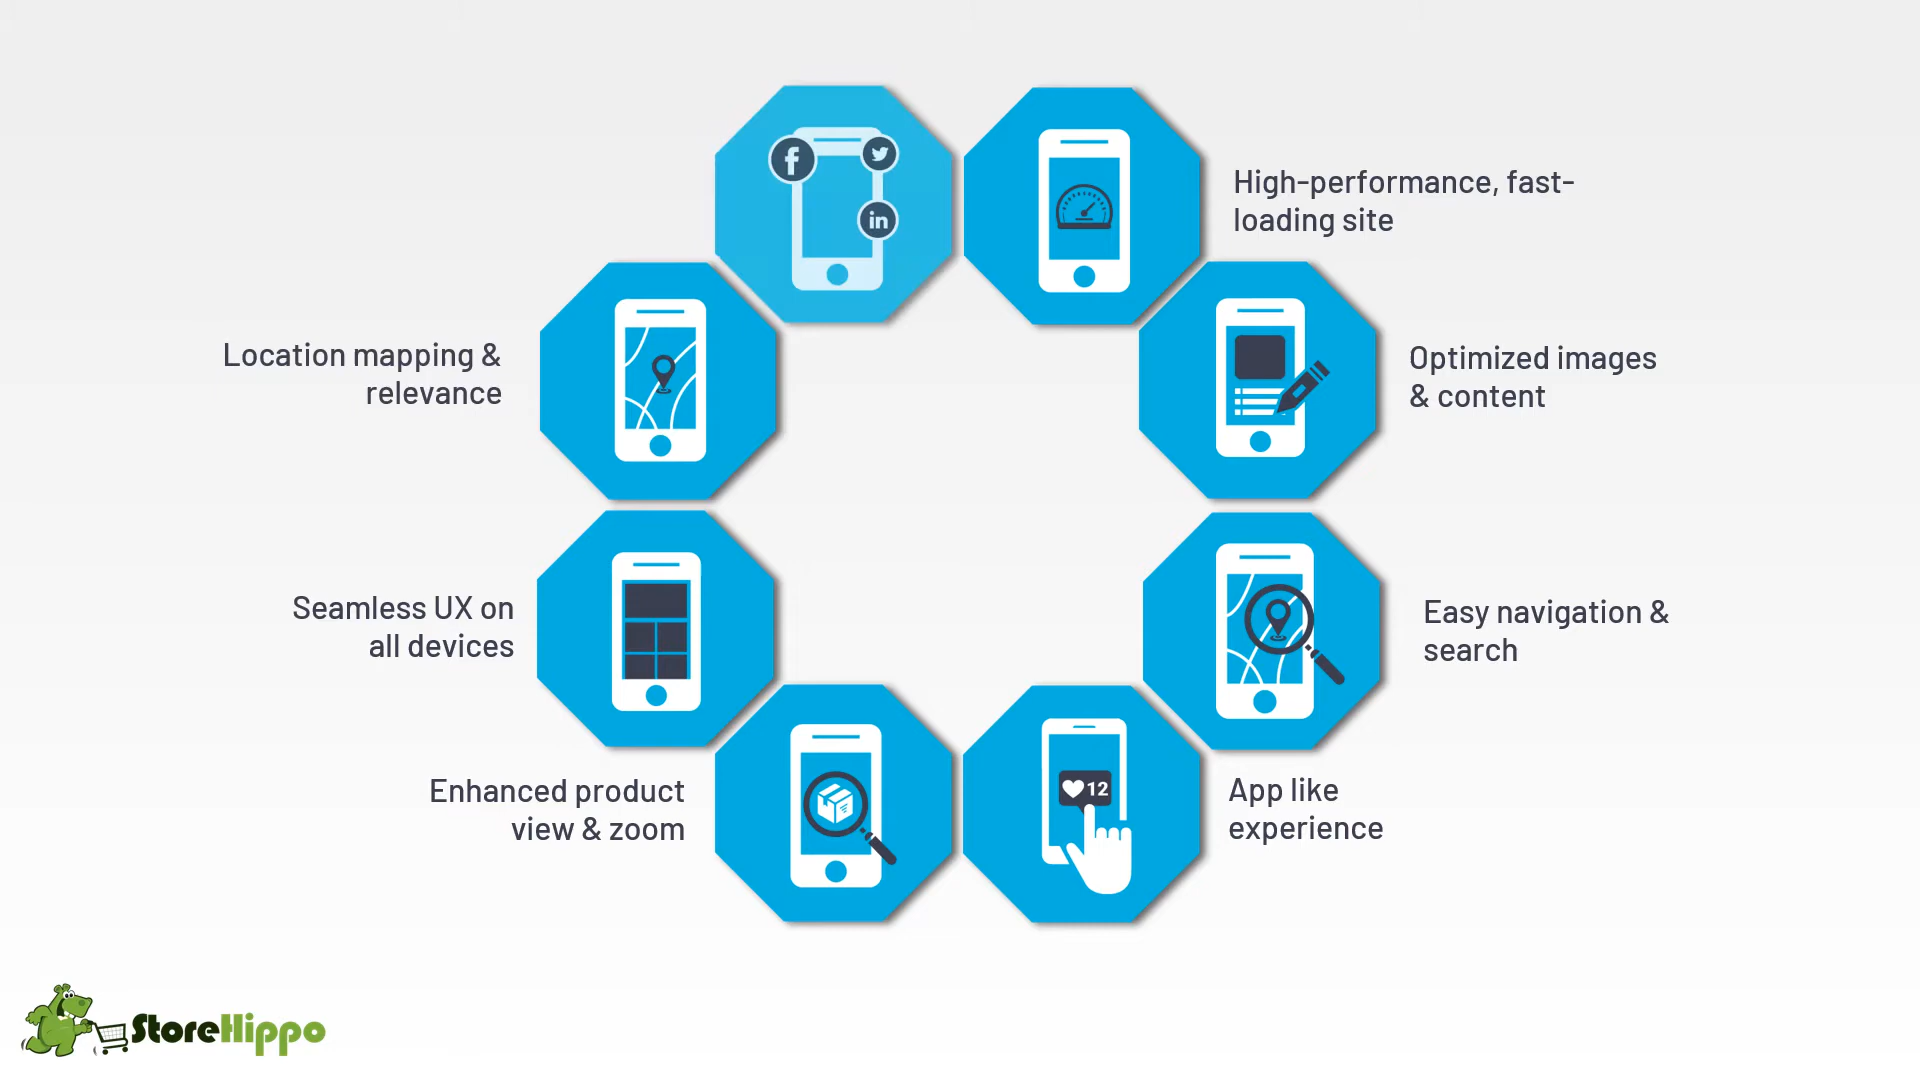 f
in
High-performance, fast-
loading site
Optimized images
& content
Easy navigation &
search
12
App like
experience
Enhanced product
view & zoom
Seamless UX on
all devices
Location mapping &
relevance
StoreHippo